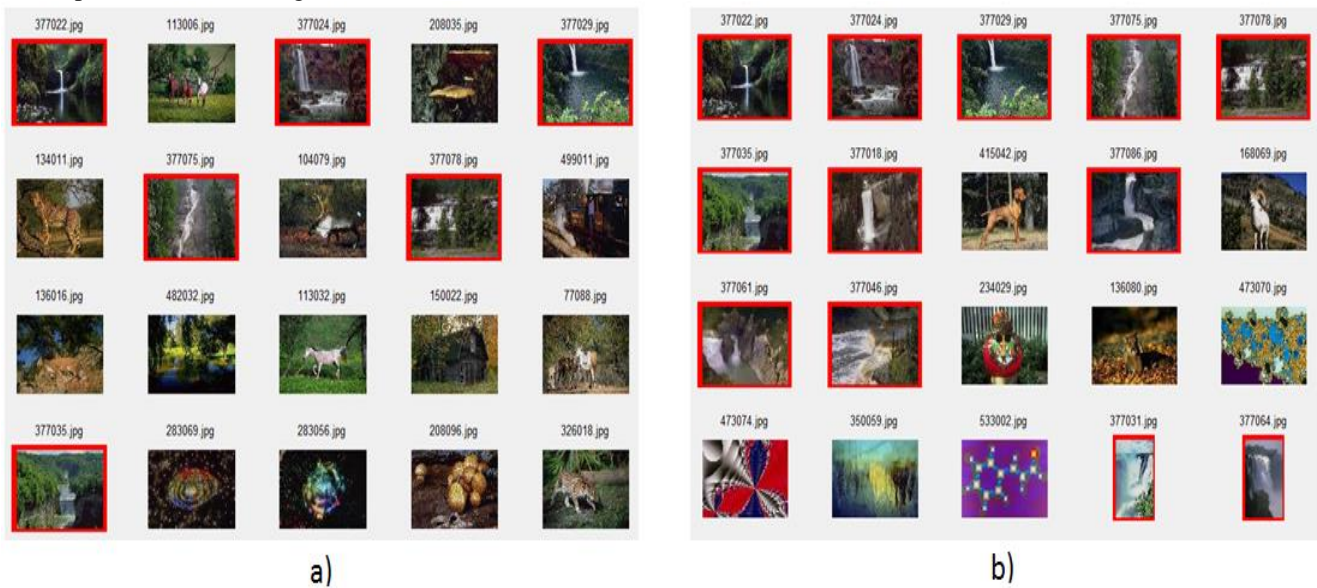 377022.jpg 113006.jpg 377024.jpg 208035.jpg 377029.jpg
134011.jpg 377075.jpg 104079.jpg 377078.jpg 499011.jpg
136016.jpg 482032.jpg 113032.jpg 150022.jpg 77088.jpg
377035.jpg 283069.jpg 283056.jpg 208096.jpg 326018.jpg
a)
377022.jpg 377024.jpg 377029.jpg 377075.jpg 377078.jpg
377035.jpg 377018.jpg 415042.jpg 377086.jpg 168069.jpg
377061.jpg 377046.jpg 234029.jpg 136080.jpg 473070.jpg
473074.jpg 350059.jpg 533002.jpg 377031.jpg 377064.jpg
b)